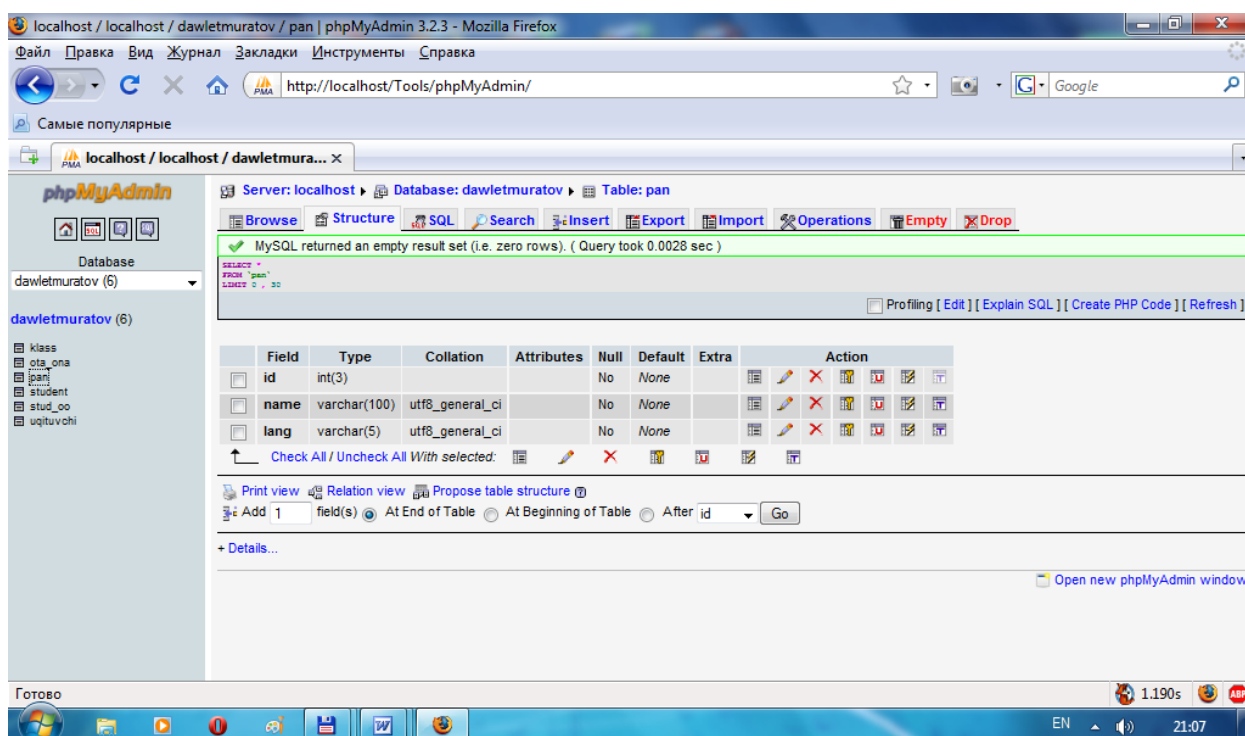 localhost / localhost / dawletmuratov / pan | phpMyAdmin 3.2.3 - Mozilla Firefox
Файл Правка Вид Журнал Закладки Инструменты Справка
PMA http://localhost/Tools/phpMyAdmin/ G Google
Самые популярные
PMA localhost / localhost / dawletmura... ×
phpMyAdmin
SQL
Database
dawletmuratov (6)
dawletmuratov (6)
klass
ota_ona
pan
student
stud_oo
uqituvchi
Server: localhost ▸ Database: dawletmuratov ▸ Table: pan
Browse Structure SQL Search Insert Export Import Operations Empty Drop
MySQL returned an empty result set (i.e. zero rows). ( Query took 0.0028 sec )
SELECT *
FROM `pan`
LIMIT 0 , 30
Profiling [ Edit ] [ Explain SQL ] [ Create PHP Code ] [ Refresh ]
Field Type Collation Attributes Null Default Extra Action
id int(3) No None
name varchar(100) utf8_general_ci No None
lang varchar(5) utf8_general_ci No None
Check All / Uncheck All With selected:
Print view Relation view Propose table structure
Add 1 field(s) At End of Table At Beginning of Table After id Go
+ Details...
Open new phpMyAdmin window
Готово 1.190s ABP
W EN 21:07